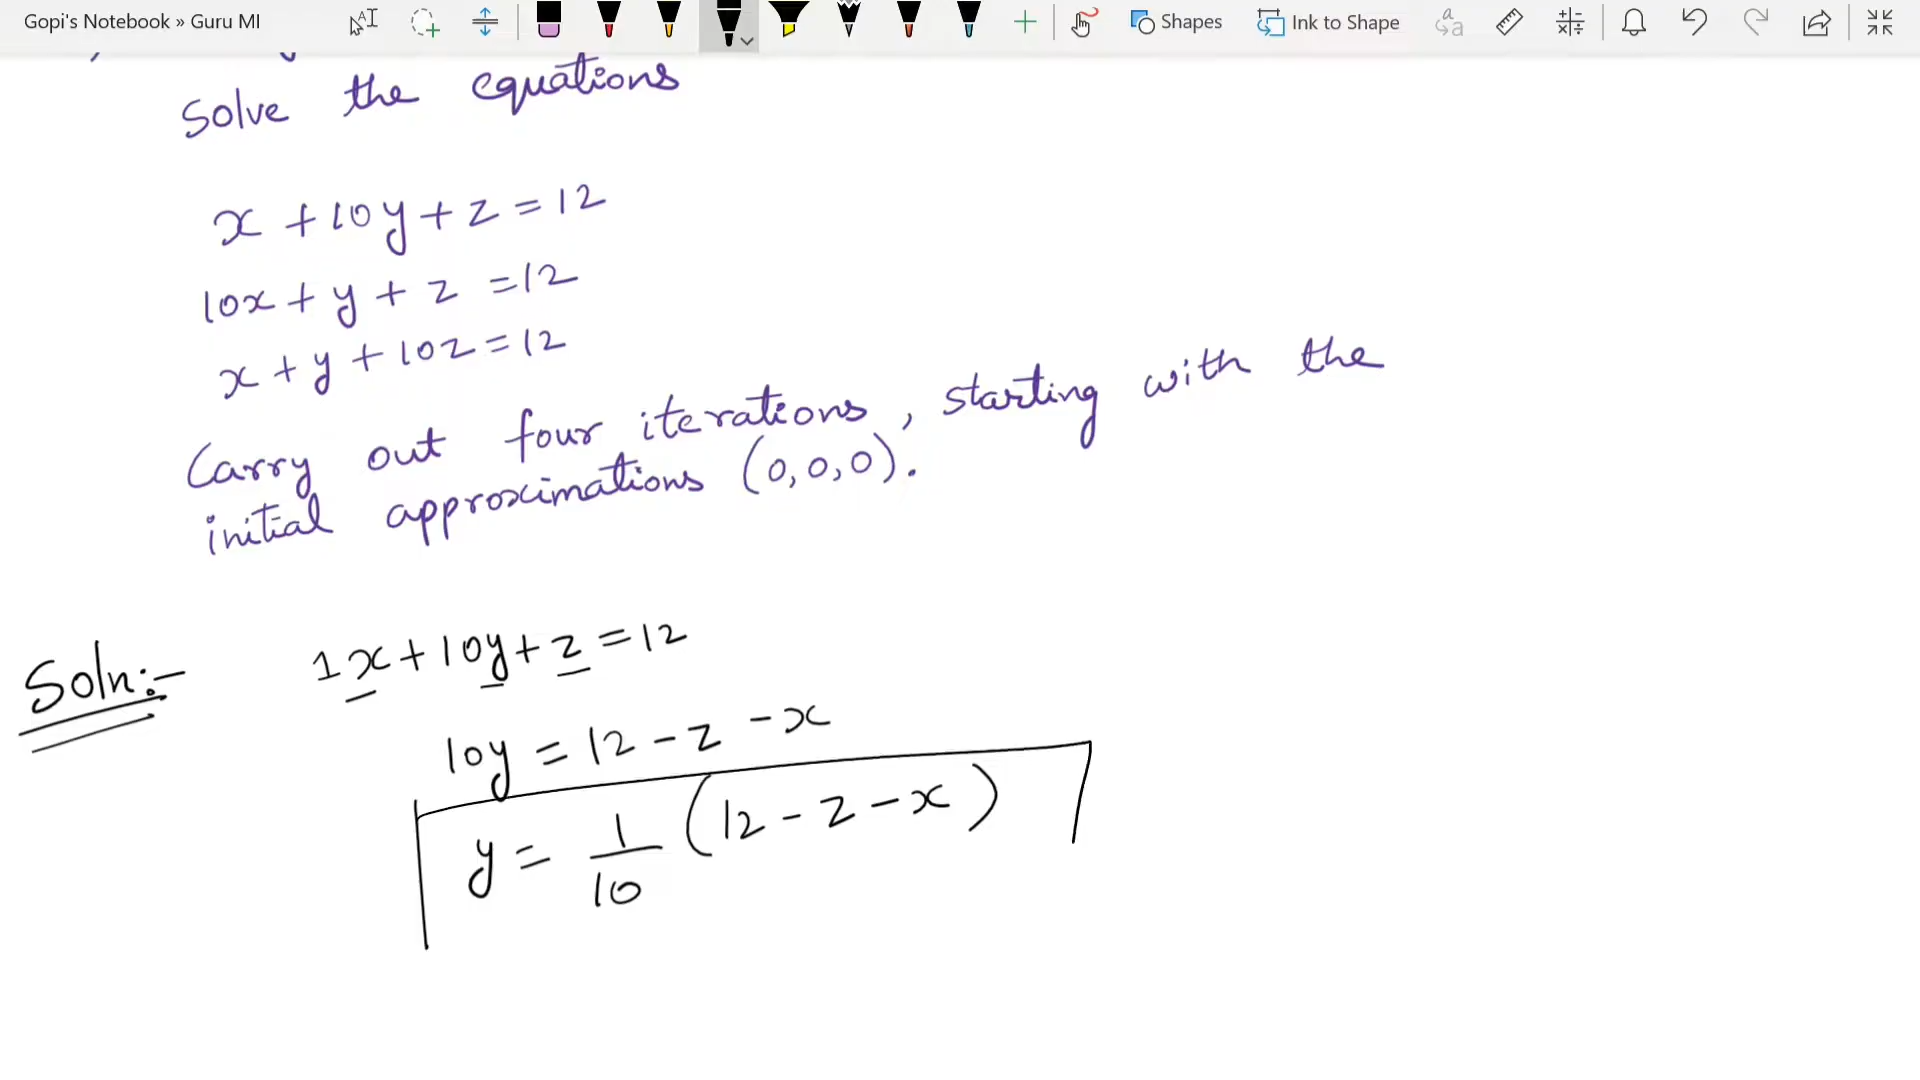 Gopi's Notebook » Guru MI
Shapes
Ink to Shape
Solve the equations
x + 10y + z = 12
10x + y + z = 12
x + y + 10z = 12
Carry out four iterations, starting with the
initial approximations (0, 0, 0).
Soln:-
1x + 10y + z = 12
10y = 12 - z - x
y = 1/10 (12 - z - x)